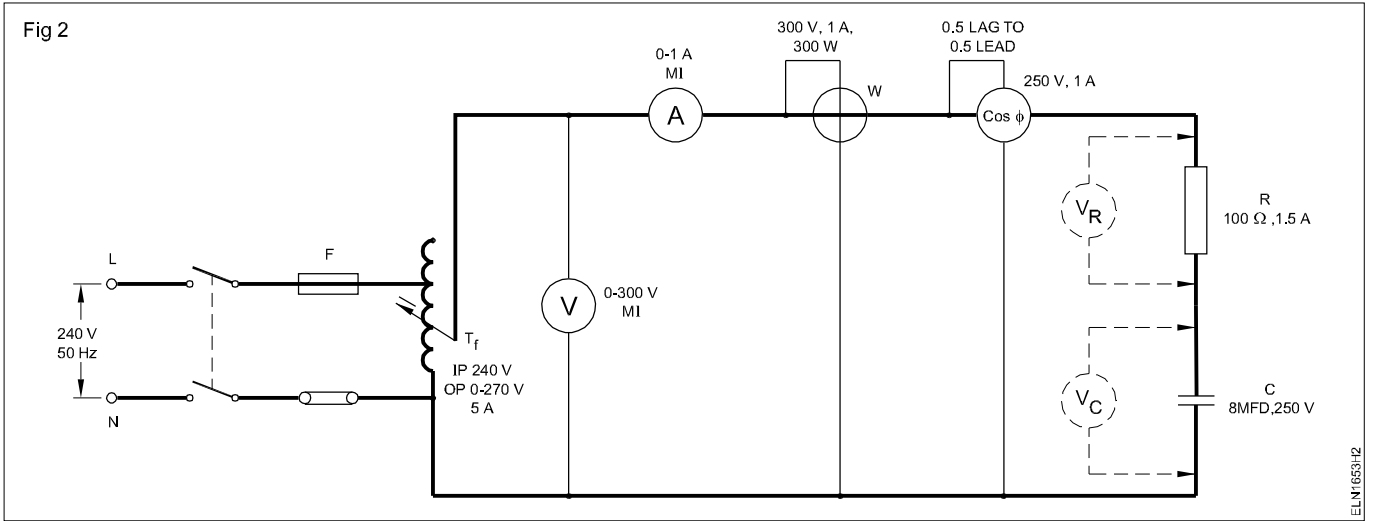 Fig 2
300 V, 1 A,
300 W
0.5 LAG TO
0.5 LEAD
0-1 A
MI
A
W
250 V, 1 A
Cos ϕ
V_R
R
100 Ω ,1.5 A
L
F
240 V
50 Hz
N
T_f
IP 240 V
OP 0-270 V
5 A
V
0-300 V
MI
V_C
C
8MFD,250 V
ELN1653H2